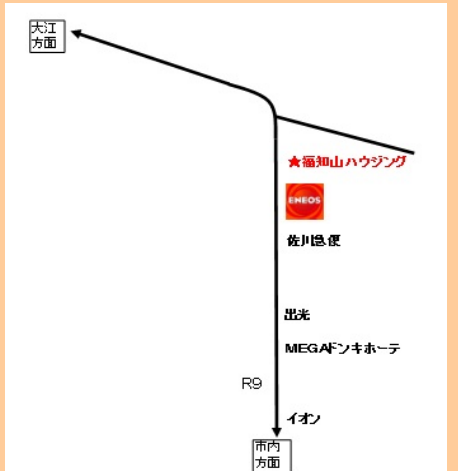 大江
方面
★福知山ハウジング
ENEOS
佐川急便
出光
MEGAドンキホーテ
R9
イオン
市内
方面